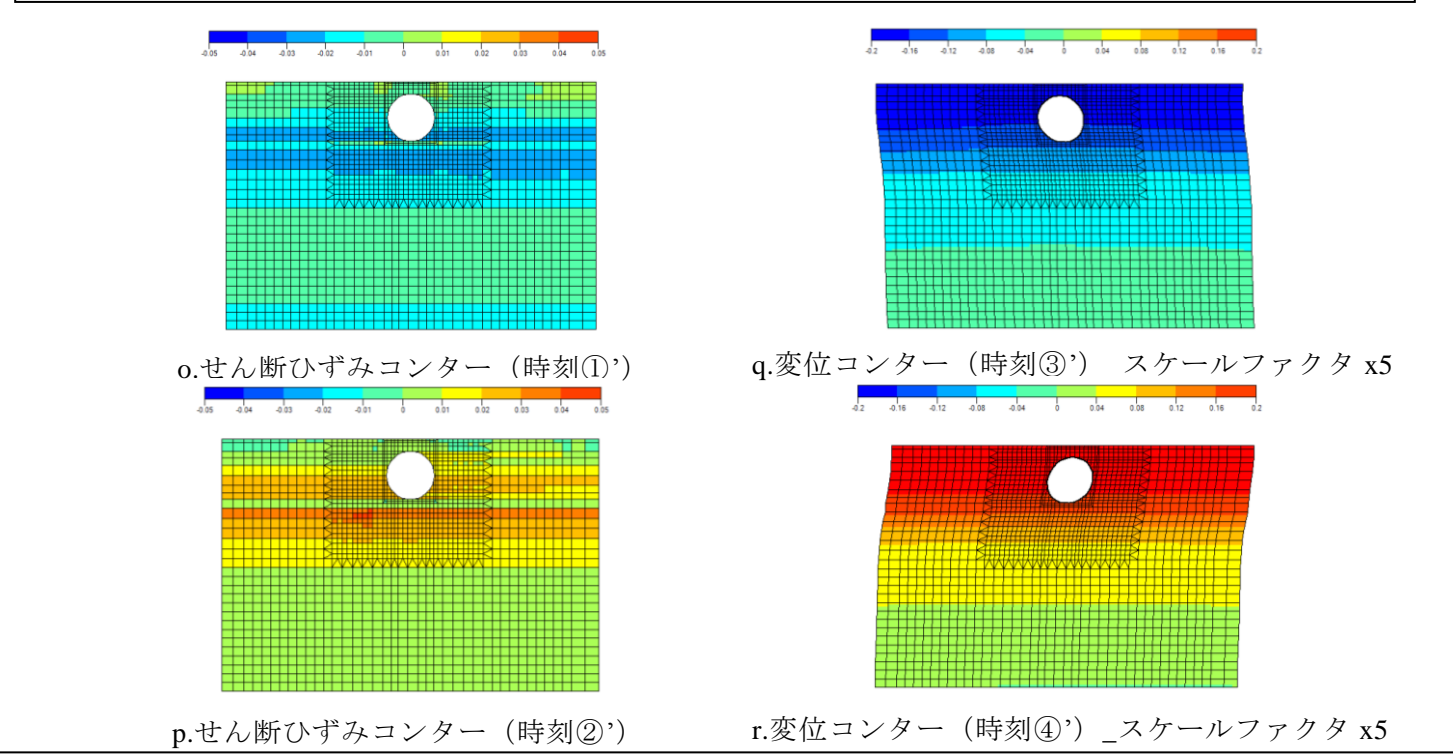 -0.05 -0.04 -0.03 -0.02 -0.01 0 0.01 0.02 0.03 0.04 0.05
-0.2 -0.16 -0.12 -0.08 -0.04 0 0.04 0.08 0.12 0.16 0.2
o.せん断ひずみコンター（時刻①’）
q.変位コンター（時刻③’） スケールファクタ x5
-0.05 -0.04 -0.03 -0.02 -0.01 0 0.01 0.02 0.03 0.04 0.05
-0.2 -0.16 -0.12 -0.08 -0.04 0 0.04 0.08 0.12 0.16 0.2
p.せん断ひずみコンター（時刻②’）
r.変位コンター（時刻④’）_スケールファクタ x5